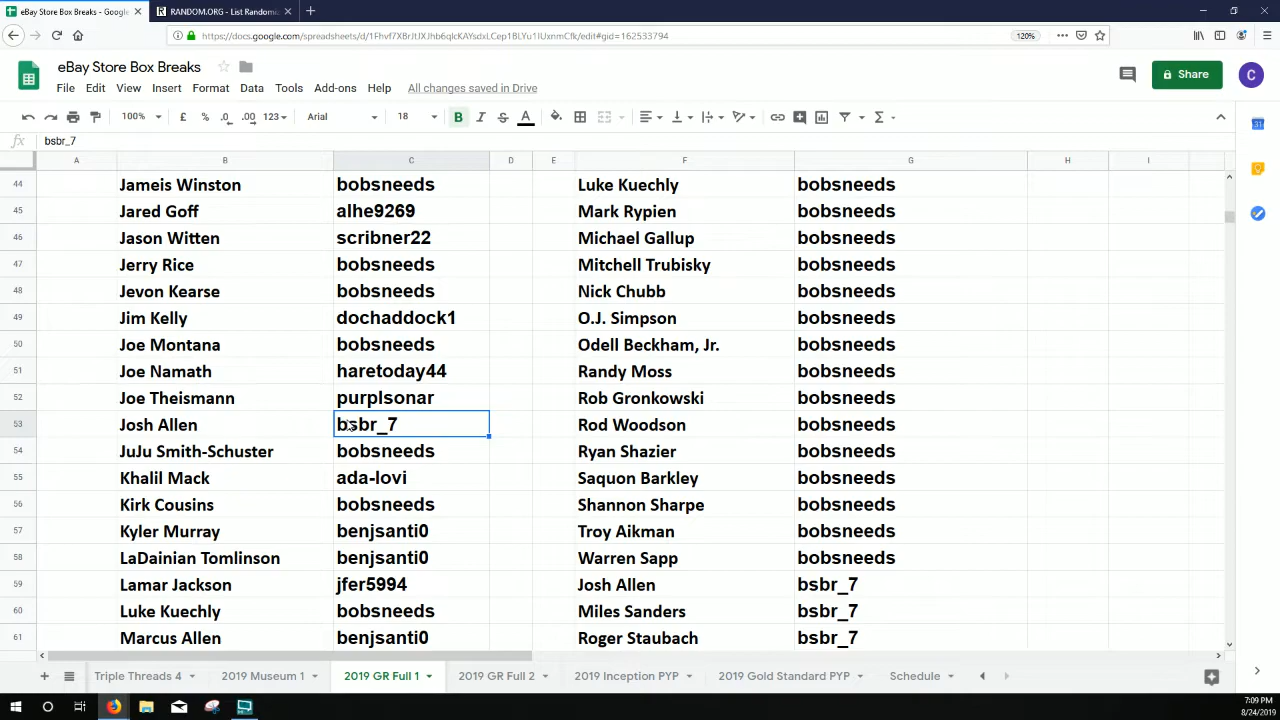 eBay Store Box Breaks - Google
RANDOM.ORG - List Randomi
120%
eBay Store Box Breaks
File Edit View Insert Format Data Tools Add-ons Help All changes saved in Drive
Share
C
100% £ % .0 .00 123 Arial 18 B I S A
fx bsbr_7
A B C D E F G H I
44 Jameis Winston bobsneeds Luke Kuechly bobsneeds
45 Jared Goff alhe9269 Mark Rypien bobsneeds
46 Jason Witten scribner22 Michael Gallup bobsneeds
47 Jerry Rice bobsneeds Mitchell Trubisky bobsneeds
48 Jevon Kearse bobsneeds Nick Chubb bobsneeds
49 Jim Kelly dochaddock1 O.J. Simpson bobsneeds
50 Joe Montana bobsneeds Odell Beckham, Jr. bobsneeds
51 Joe Namath haretoday44 Randy Moss bobsneeds
52 Joe Theismann purplsonar Rob Gronkowski bobsneeds
53 Josh Allen bsbr_7 Rod Woodson bobsneeds
54 JuJu Smith-Schuster bobsneeds Ryan Shazier bobsneeds
55 Khalil Mack ada-lovi Saquon Barkley bobsneeds
56 Kirk Cousins bobsneeds Shannon Sharpe bobsneeds
57 Kyler Murray benjsanti0 Troy Aikman bobsneeds
58 LaDainian Tomlinson benjsanti0 Warren Sapp bobsneeds
59 Lamar Jackson jfer5994 Josh Allen bsbr_7
60 Luke Kuechly bobsneeds Miles Sanders bsbr_7
61 Marcus Allen benjsanti0 Roger Staubach bsbr_7
Triple Threads 4 2019 Museum 1 2019 GR Full 1 2019 GR Full 2 2019 Inception PYP 2019 Gold Standard PYP Schedule
7:09 PM
8/24/2019